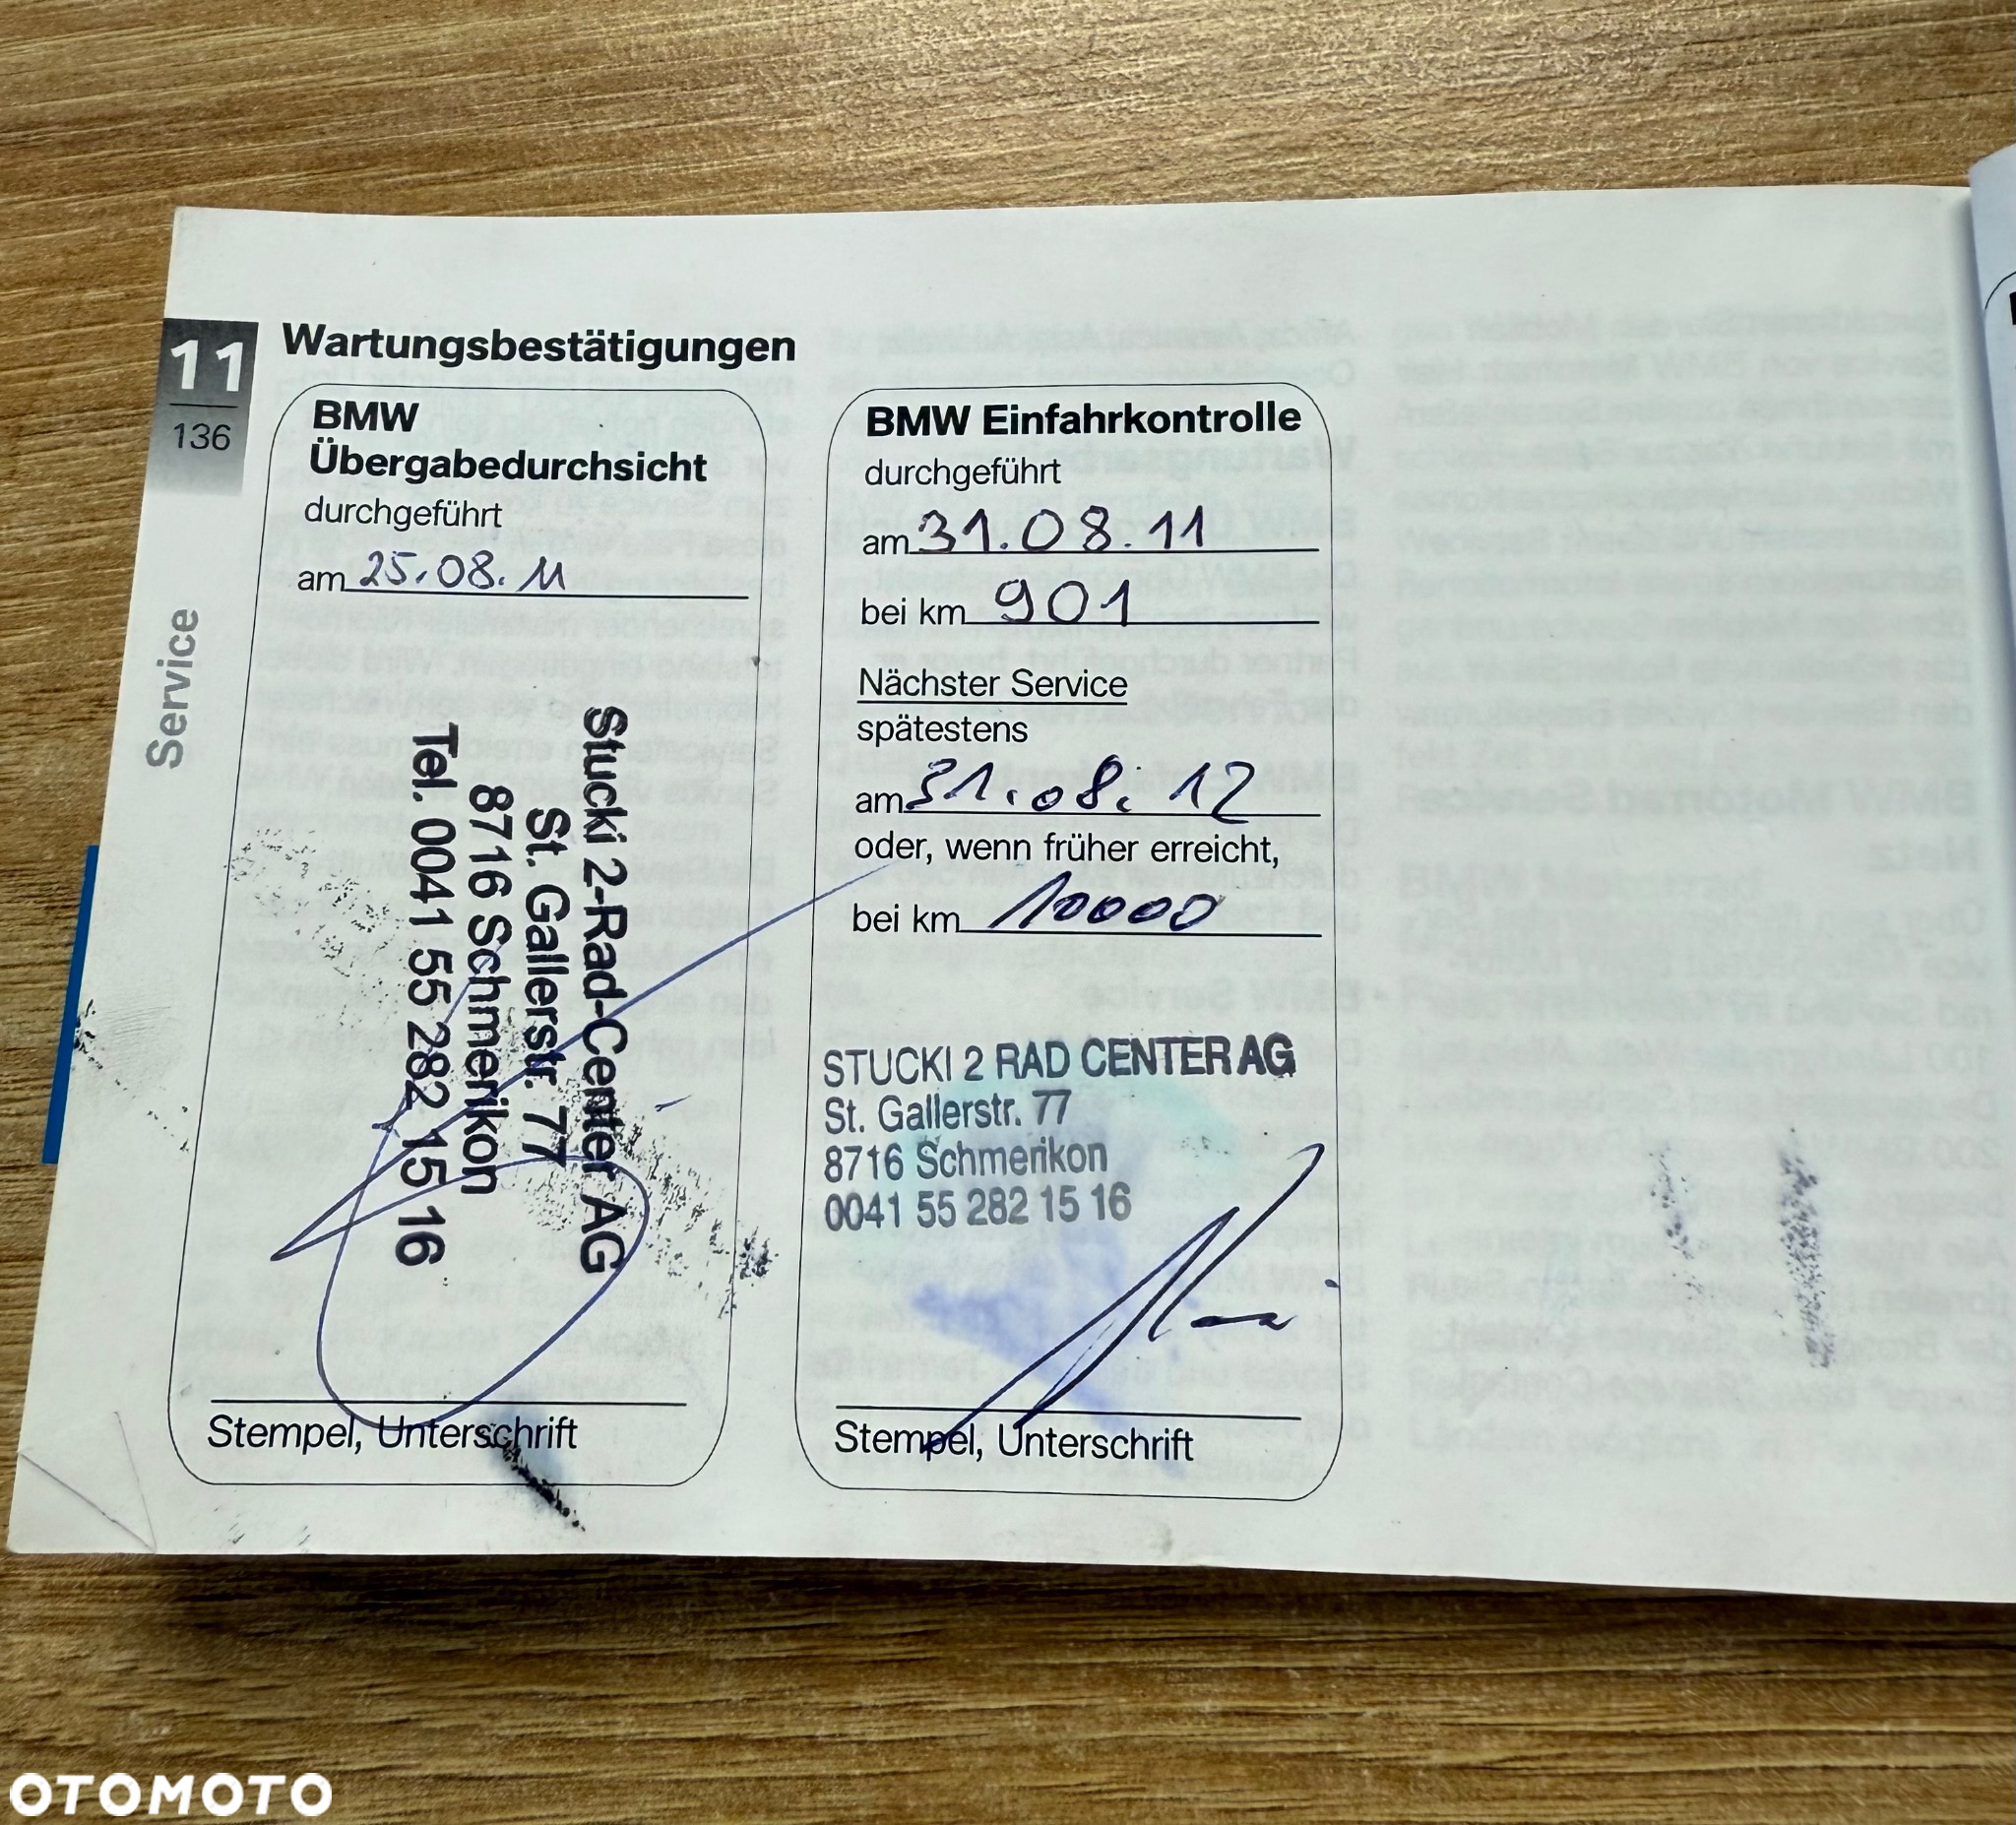 11
136
Service
Wartungsbestätigungen
BMW
Übergabedurchsicht
durchgeführt
am 25.08.11
Stucki 2-Rad-Center AG
St. Gallerstr. 77
8716 Schmerikon
Tel. 0041 55 282 15 16
Stempel, Unterschrift
BMW Einfahrkontrolle
durchgeführt
am 31.08.11
bei km 901
Nächster Service
spätestens
am 31.08.12
oder, wenn früher erreicht,
bei km 10000
STUCKI 2 RAD CENTER AG
St. Gallerstr. 77
8716 Schmerikon
0041 55 282 15 16
Stempel, Unterschrift
OTOMOTO